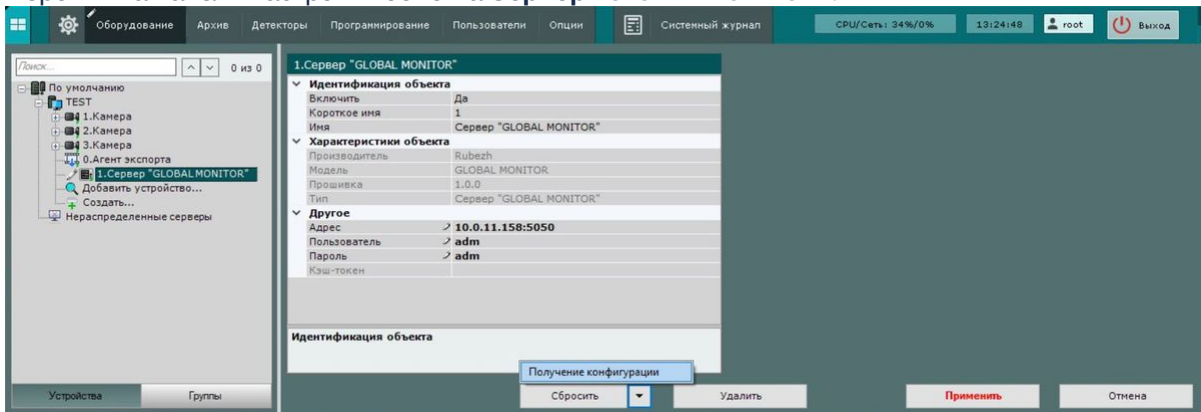 Оборудование Архив Детекторы Программирование Пользователи Опции Системный журнал CPU/Сеть: 34%/0% 13:24:48 root Выход
Поиск... 0 из 0
По умолчанию
TEST
1.Камера
2.Камера
3.Камера
0.Агент экспорта
1.Сервер "GLOBAL MONITOR"
Добавить устройство...
Создать...
Нераспределенные серверы
1.Сервер "GLOBAL MONITOR"
Идентификация объекта
Включить Да
Короткое имя 1
Имя Сервер "GLOBAL MONITOR"
Характеристики объекта
Производитель Rubezh
Модель GLOBAL MONITOR
Прошивка 1.0.0
Тип Сервер "GLOBAL MONITOR"
Другое
Адрес 10.0.11.158:5050
Пользователь adm
Пароль adm
Кэш-токен
Идентификация объекта
Получение конфигурации
Устройства Группы Сбросить Удалить Применить Отмена